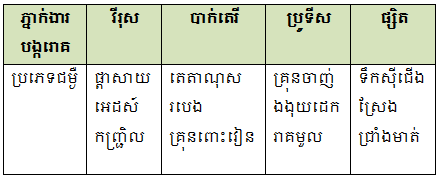 ភ្នាក់ងារ វីរុស បាក់តេរី ប្រូទីស ផ្សិត
បង្ករោគ
ប្រភេទជម្ងឺ ផ្តាសាយ តេតាណុស គ្រុនចាញ់ ទឹកស៊ីជើង
អេដស៍ របេង ងងុយដេក ស្រែង
កញ្ជ្រិល គ្រុនពោះវៀន រាគមួល ជ្រាំងមាត់